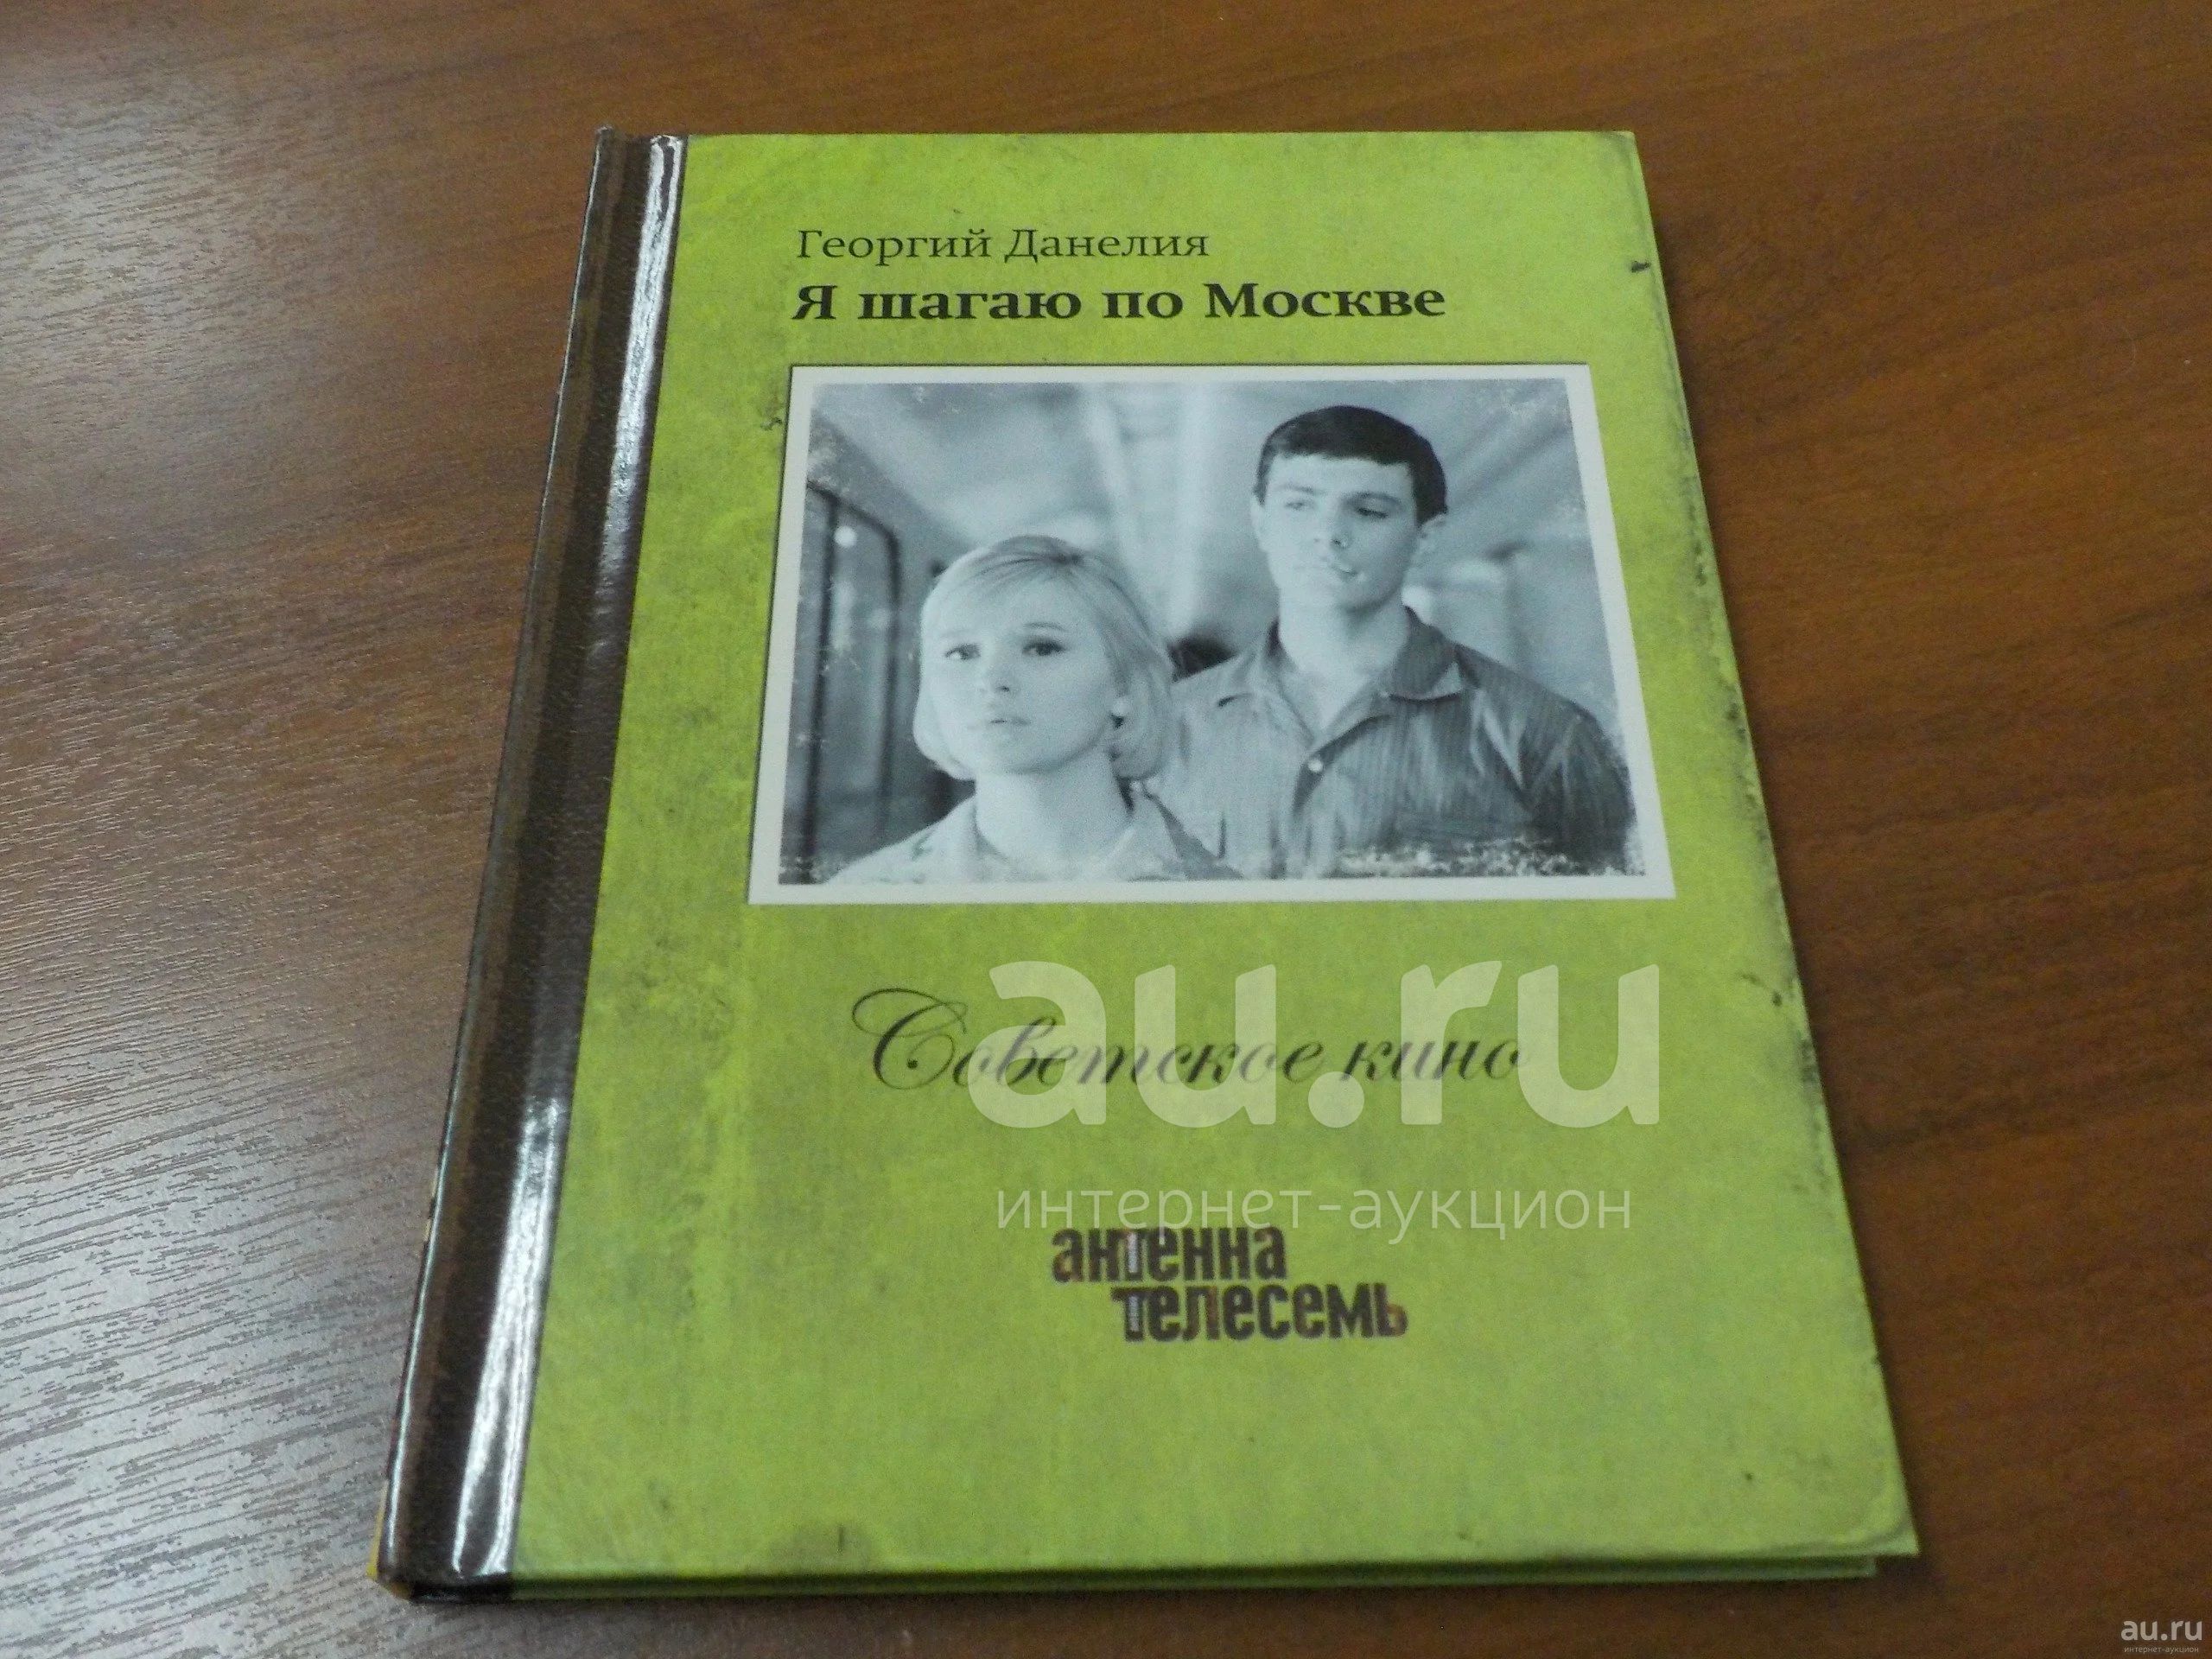 Георгий Данелия
Я шагаю по Москве
Советское кино
au.ru
интернет-аукцион
антенна
телесемь
au.ru
интернет-аукцион